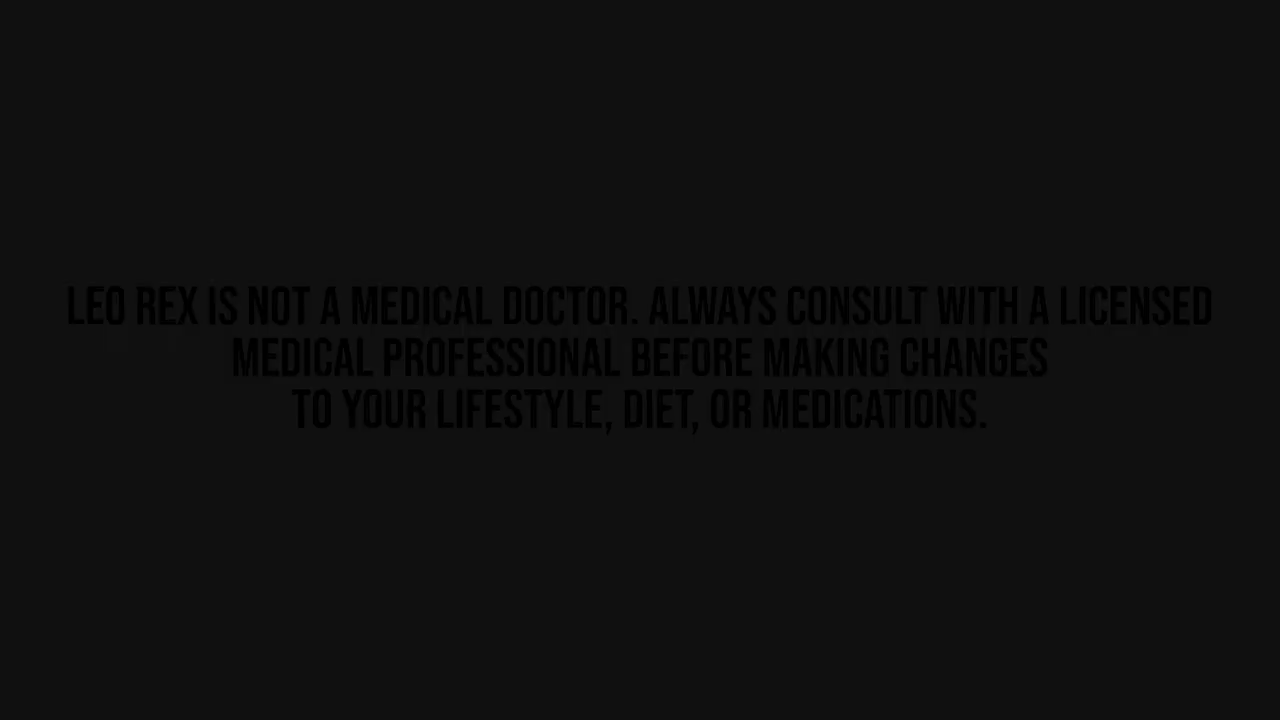 LEO REX IS NOT A MEDICAL DOCTOR. ALWAYS CONSULT WITH A LICENSED
MEDICAL PROFESSIONAL BEFORE MAKING CHANGES
TO YOUR LIFESTYLE, DIET, OR MEDICATIONS.